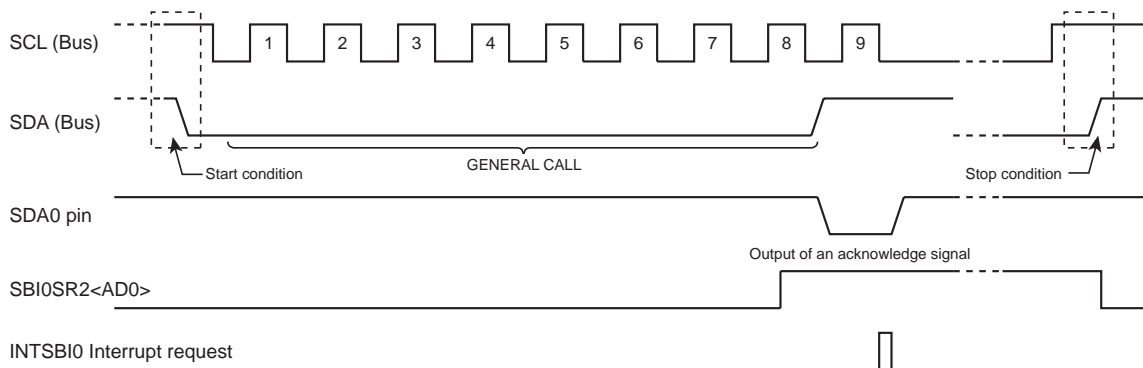 SCL (Bus)
1 2 3 4 5 6 7 8 9
SDA (Bus)
GENERAL CALL
Start condition
Stop condition
SDA0 pin
Output of an acknowledge signal
SBI0SR2<AD0>
INTSBI0 Interrupt request